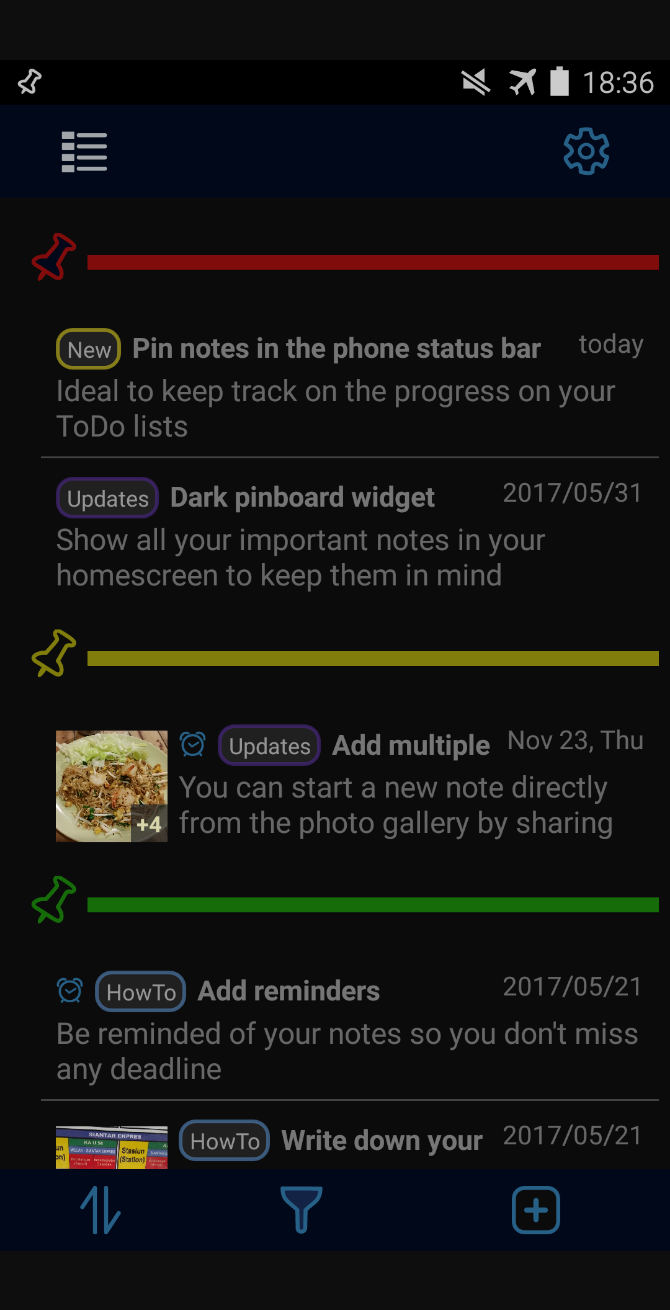 18:36
New Pin notes in the phone status bar today
Ideal to keep track on the progress on your
ToDo lists
Updates Dark pinboard widget 2017/05/31
Show all your important notes in your
homescreen to keep them in mind
Updates Add multiple Nov 23, Thu
You can start a new note directly
+4 from the photo gallery by sharing
HowTo Add reminders 2017/05/21
Be reminded of your notes so you don't miss
any deadline
HowTo Write down your 2017/05/21
Stasiun
(Station)